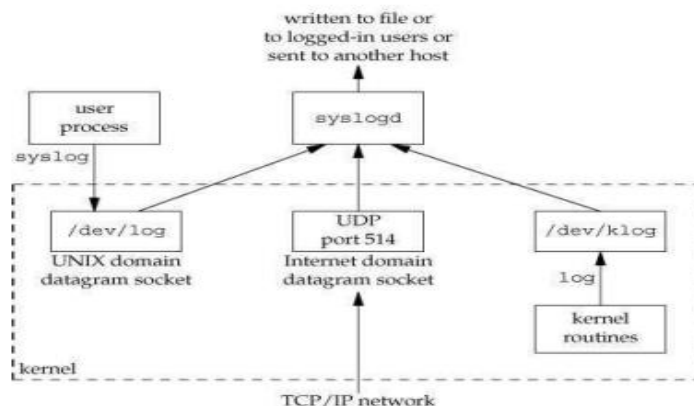 written to file or
to logged-in users or
sent to another host
user
process
syslogd
syslog
/dev/log
UDP
port 514
/dev/klog
UNIX domain
datagram socket
Internet domain
datagram socket
log
kernel
routines
kernel
TCP/IP network